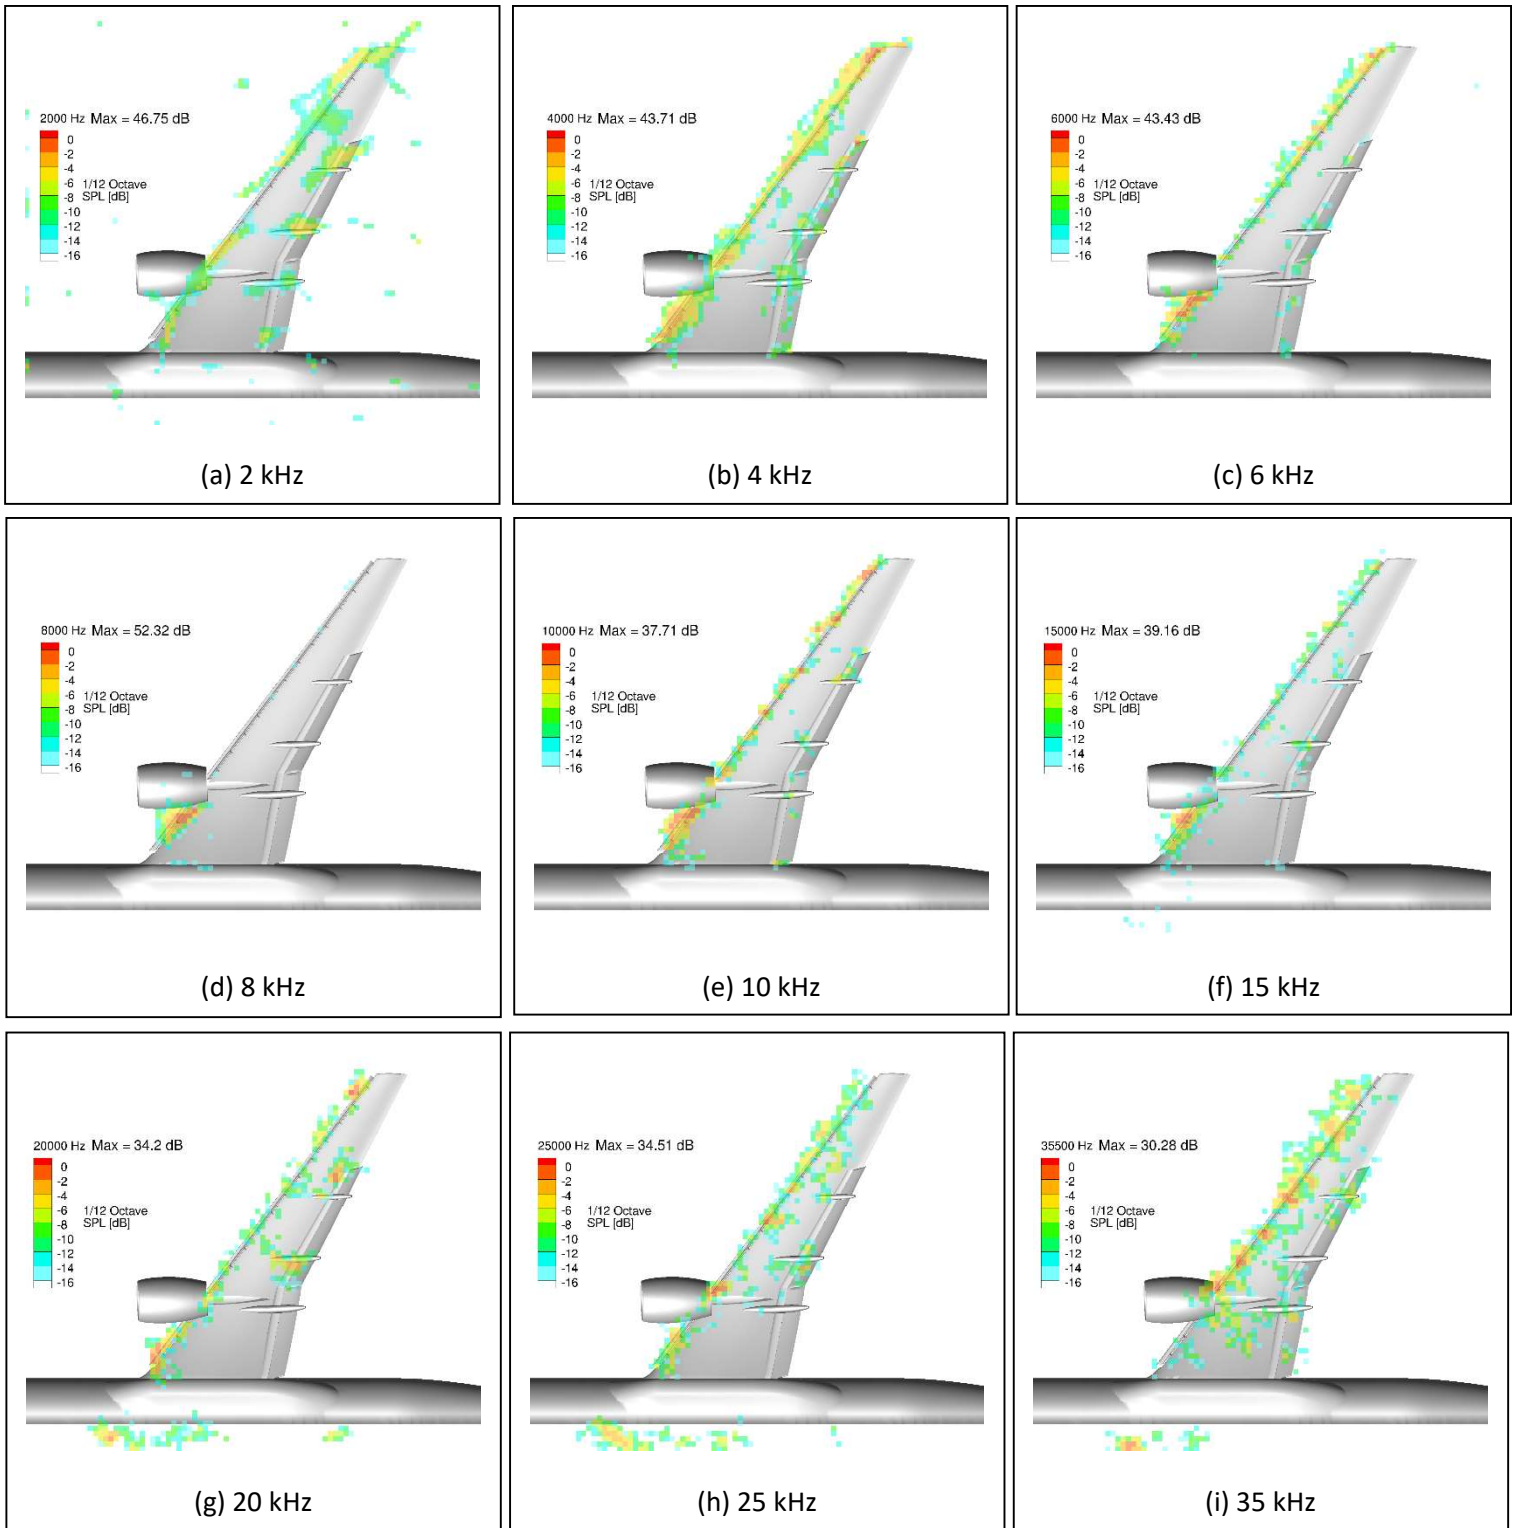 2000 Hz Max = 46.75 dB
0
-2
-4
-6
-8
-10
-12
-14
-16
1/12 Octave
SPL [dB]
(a) 2 kHz
4000 Hz Max = 43.71 dB
0
-2
-4
-6
-8
-10
-12
-14
-16
1/12 Octave
SPL [dB]
(b) 4 kHz
6000 Hz Max = 43.43 dB
0
-2
-4
-6
-8
-10
-12
-14
-16
1/12 Octave
SPL [dB]
(c) 6 kHz
8000 Hz Max = 52.32 dB
0
-2
-4
-6
-8
-10
-12
-14
-16
1/12 Octave
SPL [dB]
(d) 8 kHz
10000 Hz Max = 37.71 dB
0
-2
-4
-6
-8
-10
-12
-14
-16
1/12 Octave
SPL [dB]
(e) 10 kHz
15000 Hz Max = 39.16 dB
0
-2
-4
-6
-8
-10
-12
-14
-16
1/12 Octave
SPL [dB]
(f) 15 kHz
20000 Hz Max = 34.2 dB
0
-2
-4
-6
-8
-10
-12
-14
-16
1/12 Octave
SPL [dB]
(g) 20 kHz
25000 Hz Max = 34.51 dB
0
-2
-4
-6
-8
-10
-12
-14
-16
1/12 Octave
SPL [dB]
(h) 25 kHz
35500 Hz Max = 30.28 dB
0
-2
-4
-6
-8
-10
-12
-14
-16
1/12 Octave
SPL [dB]
(i) 35 kHz